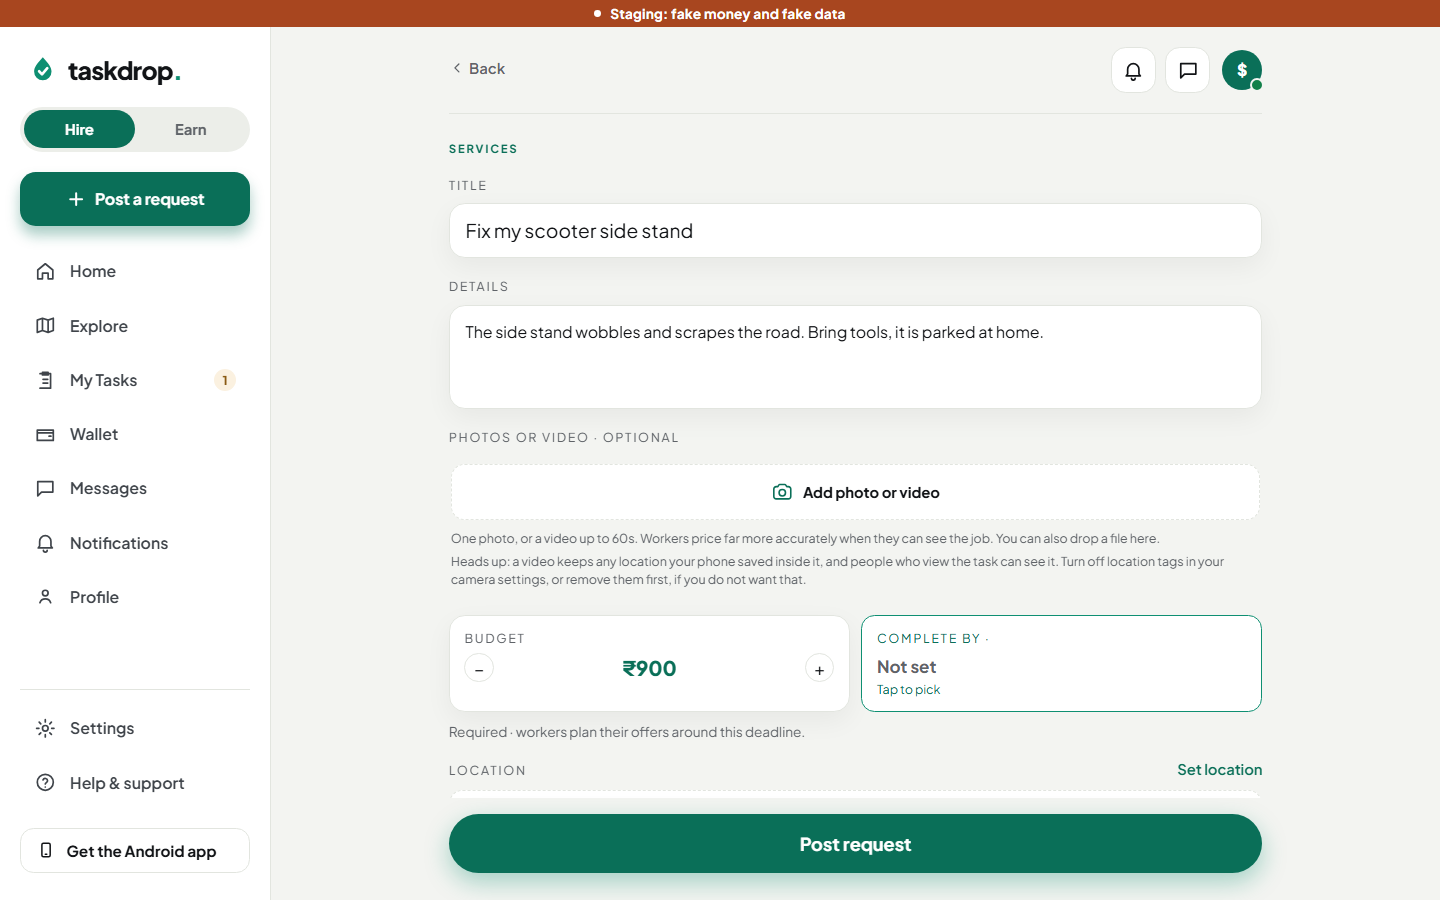 Staging: fake money and fake data
taskdrop.
Hire
Earn
Post a request
Home
Explore
My Tasks
1
Wallet
Messages
Notifications
Profile
Settings
Help & support
Get the Android app
Back
$
SERVICES
TITLE
Fix my scooter side stand
DETAILS
The side stand wobbles and scrapes the road. Bring tools, it is parked at home.
PHOTOS OR VIDEO · OPTIONAL
Add photo or video
One photo, or a video up to 60s. Workers price far more accurately when they can see the job. You can also drop a file here.
Heads up: a video keeps any location your phone saved inside it, and people who view the task can see it. Turn off location tags in your
camera settings, or remove them first, if you do not want that.
BUDGET
− ₹900 +
COMPLETE BY ·
Not set
Tap to pick
Required · workers plan their offers around this deadline.
LOCATION
Set location
Post request